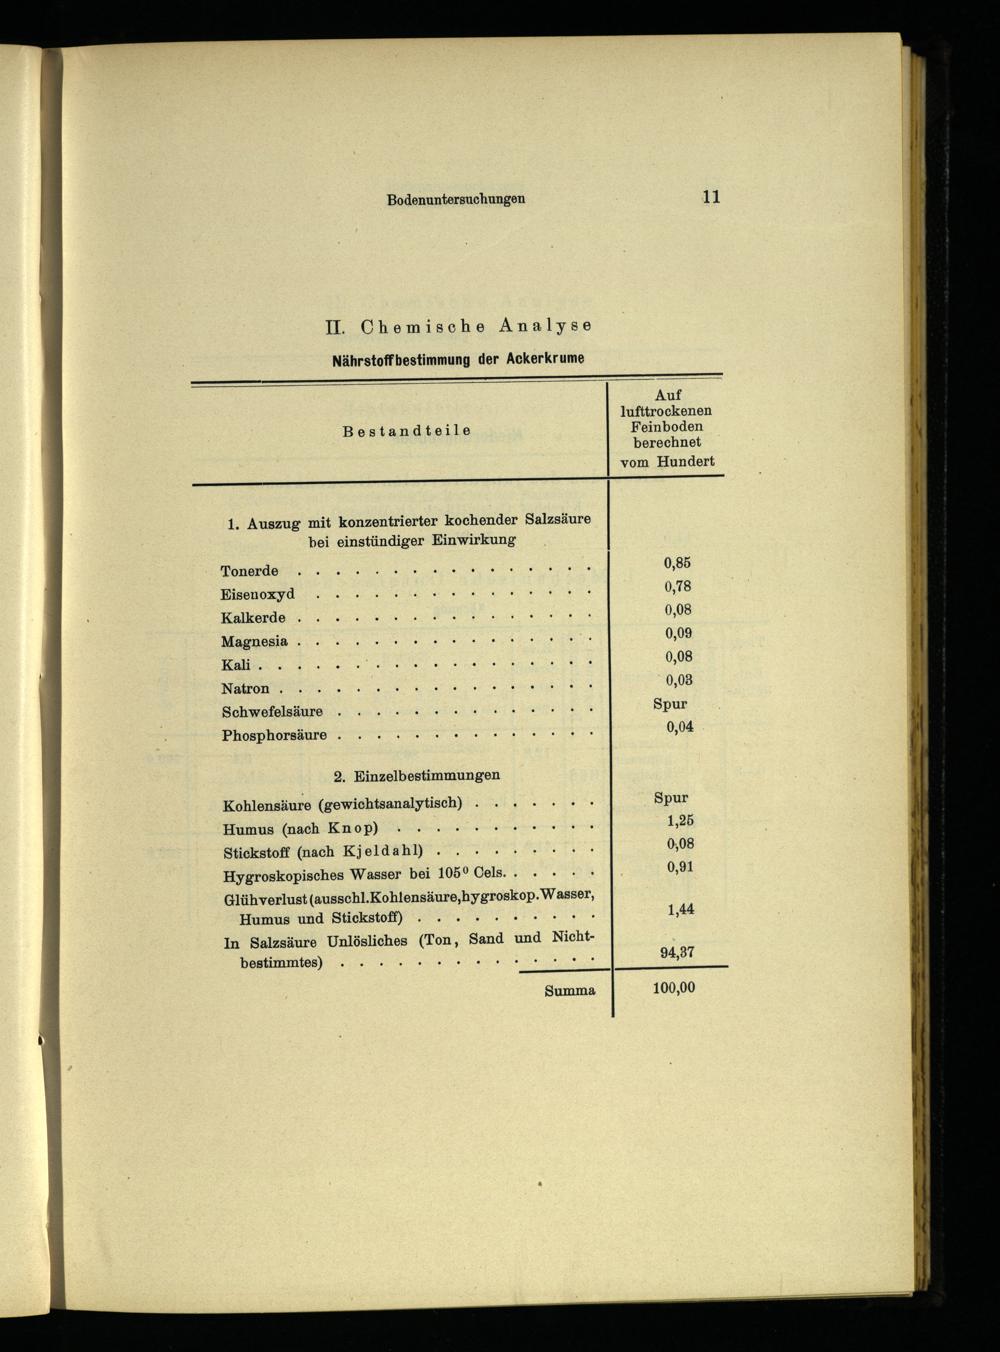 Bodenuntersuchungen 11
II. Chemische Analyse
Nährstoffbestimmung der Ackerkrume
Bestandteile
Auf
lufttrockenen
Feinboden
berechnet
vom Hundert
1. Auszug mit konzentrierter kochender Salzsäure
bei einstündiger Einwirkung
Tonerde . . . . . . . . . . . . . . . . 0,85
Eisenoxyd . . . . . . . . . . . . . . . 0,78
Kalkerde . . . . . . . . . . . . . . . . 0,08
Magnesia . . . . . . . . . . . . . . . . 0,09
Kali . . . . . . . . . . . . . . . . . . 0,08
Natron . . . . . . . . . . . . . . . . . 0,03
Schwefelsäure . . . . . . . . . . . . . . Spur
Phosphorsäure . . . . . . . . . . . . . . 0,04
2. Einzelbestimmungen
Kohlensäure (gewichtsanalytisch) . . . . . . . Spur
Humus (nach Knop) . . . . . . . . . . . 1,25
Stickstoff (nach Kjeldahl) . . . . . . . . . 0,08
Hygroskopisches Wasser bei 105° Cels. . . . . . 0,91
Glühverlust (ausschl. Kohlensäure, hygroskop. Wasser,
Humus und Stickstoff) . . . . . . . . . . 1,44
In Salzsäure Unlösliches (Ton, Sand und Nicht-
bestimmtes) . . . . . . . . . . . . . . 94,37
Summa 100,00